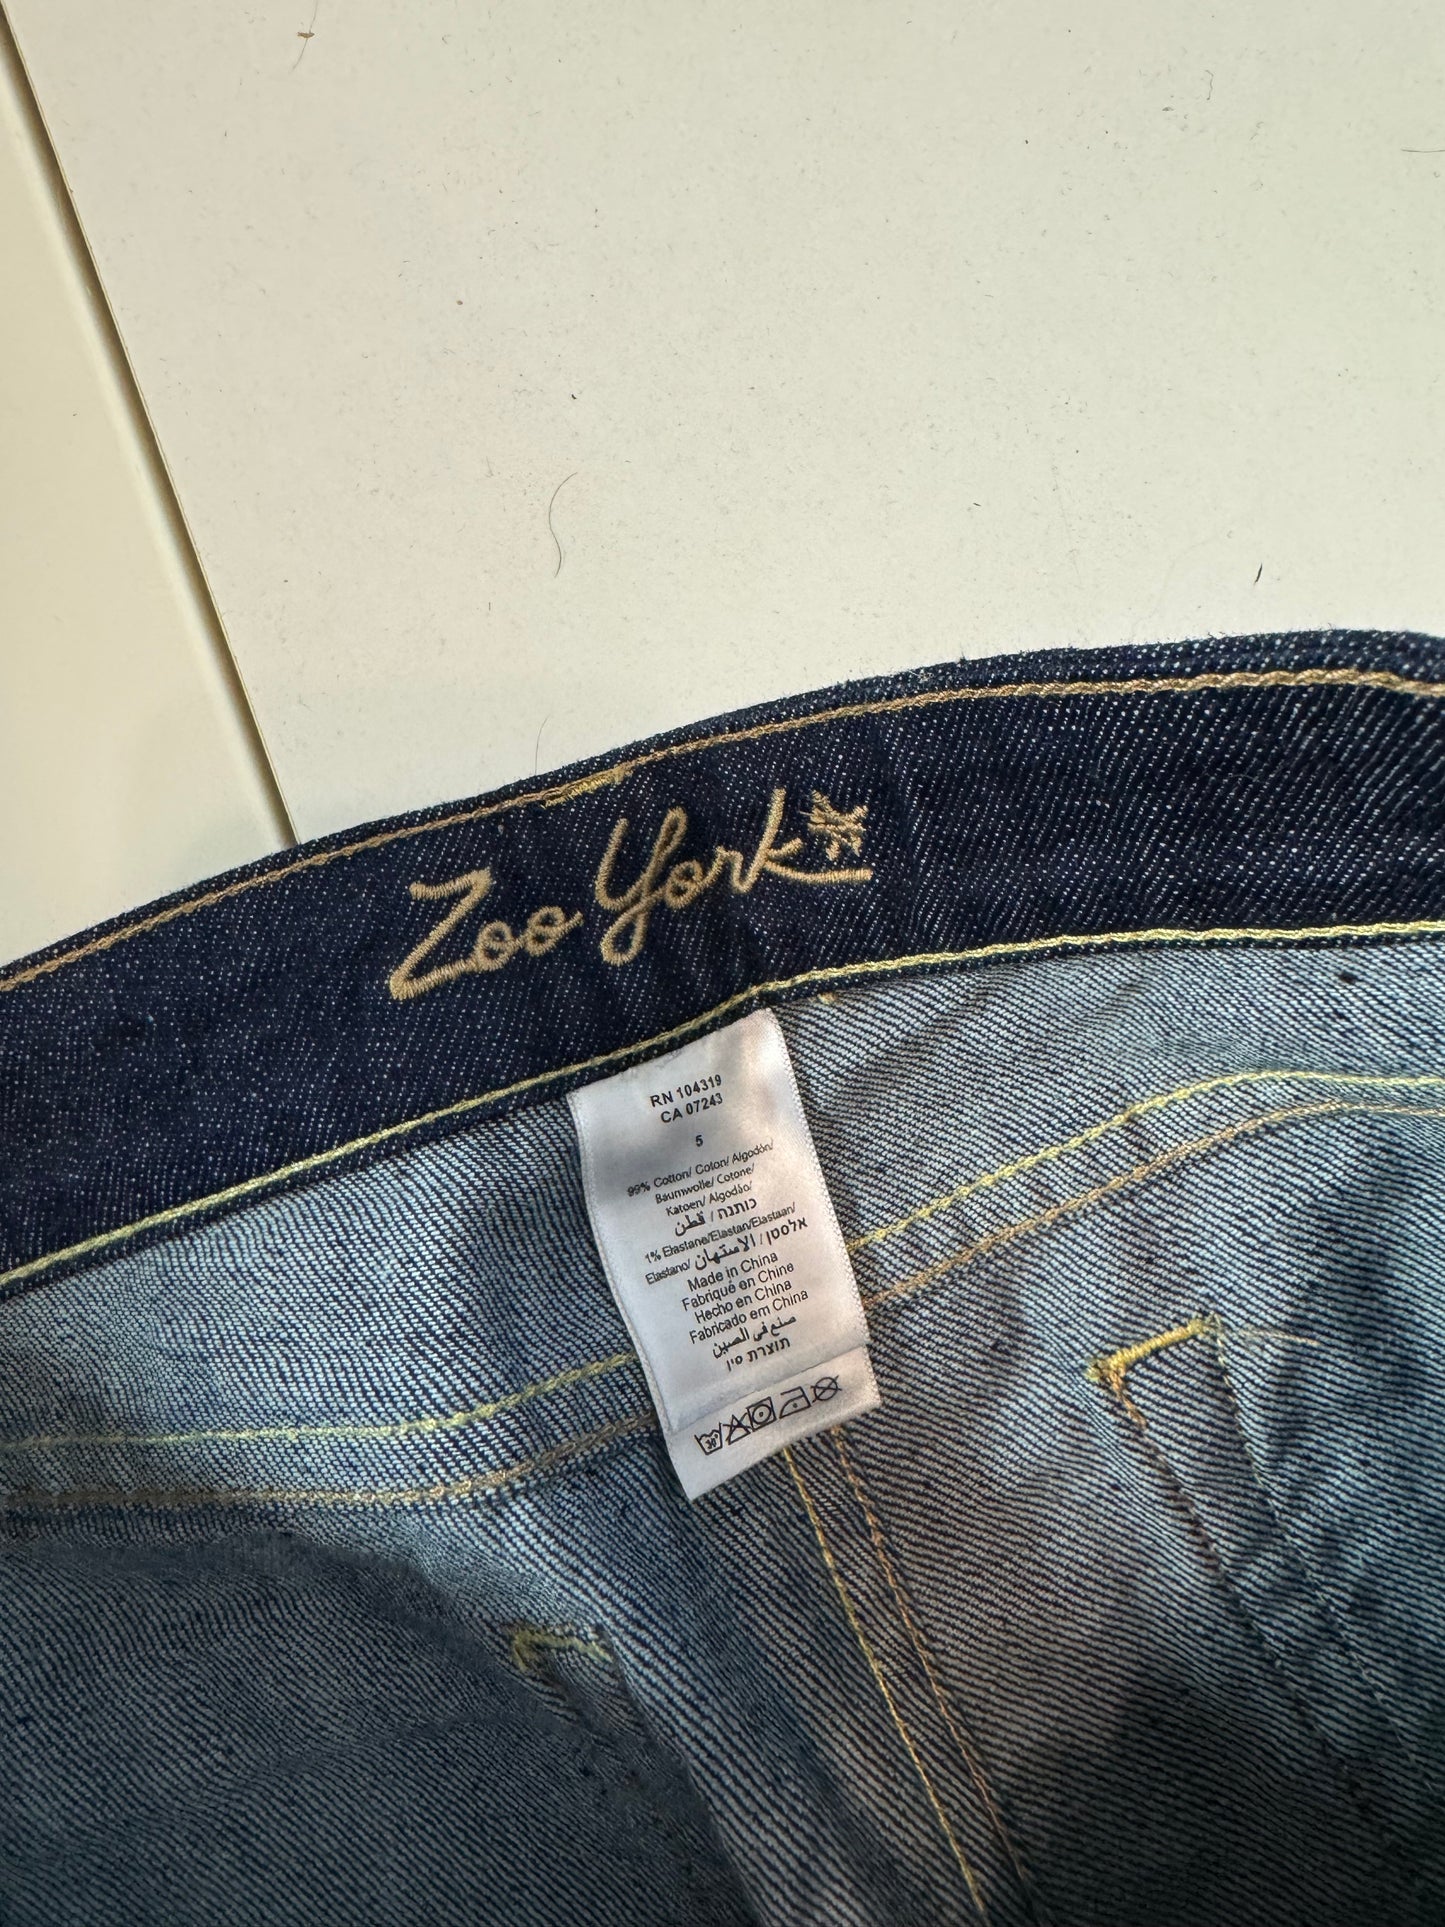 Zoo York
RN 104319
CA 07243
5
99% Cotton/ Coton/ Algodón/
Baumwolle/ Cotone/
Katoen/ Algodão/
כותנה / قطن
1% Elastane/Elastan/Elastaan/
Elastano/ אלסטן / الاستهان
Made in China
Fabriqué en Chine
Hecho en China
Fabricado em China
صنع في الصين
תוצרת סין
30